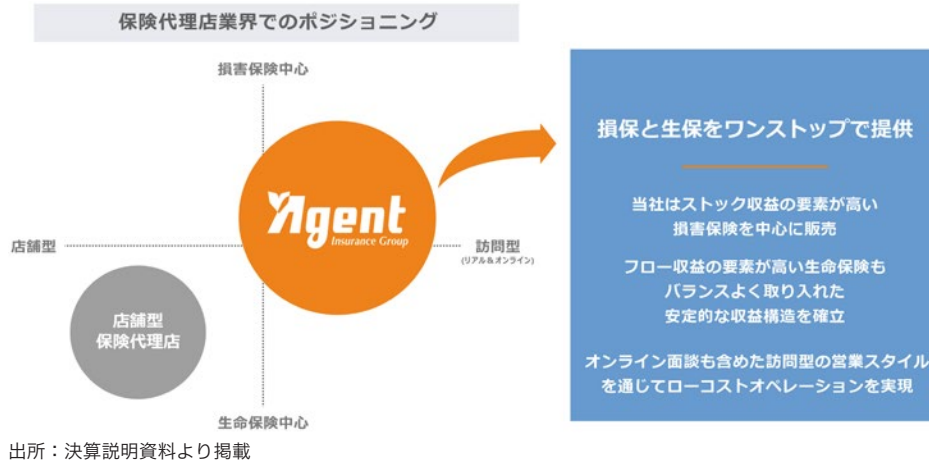 保険代理店業界でのポジショニング
損害保険中心
Agent
Insurance Group
店舗型
訪問型
(リアル&オンライン)
店舗型
保険代理店
生命保険中心
損保と生保をワンストップで提供
当社はストック収益の要素が高い
損害保険を中心に販売
フロー収益の要素が高い生命保険も
バランスよく取り入れた
安定的な収益構造を確立
オンライン面談も含めた訪問型の営業スタイル
を通じてローコストオペレーションを実現
出所：決算説明資料より掲載